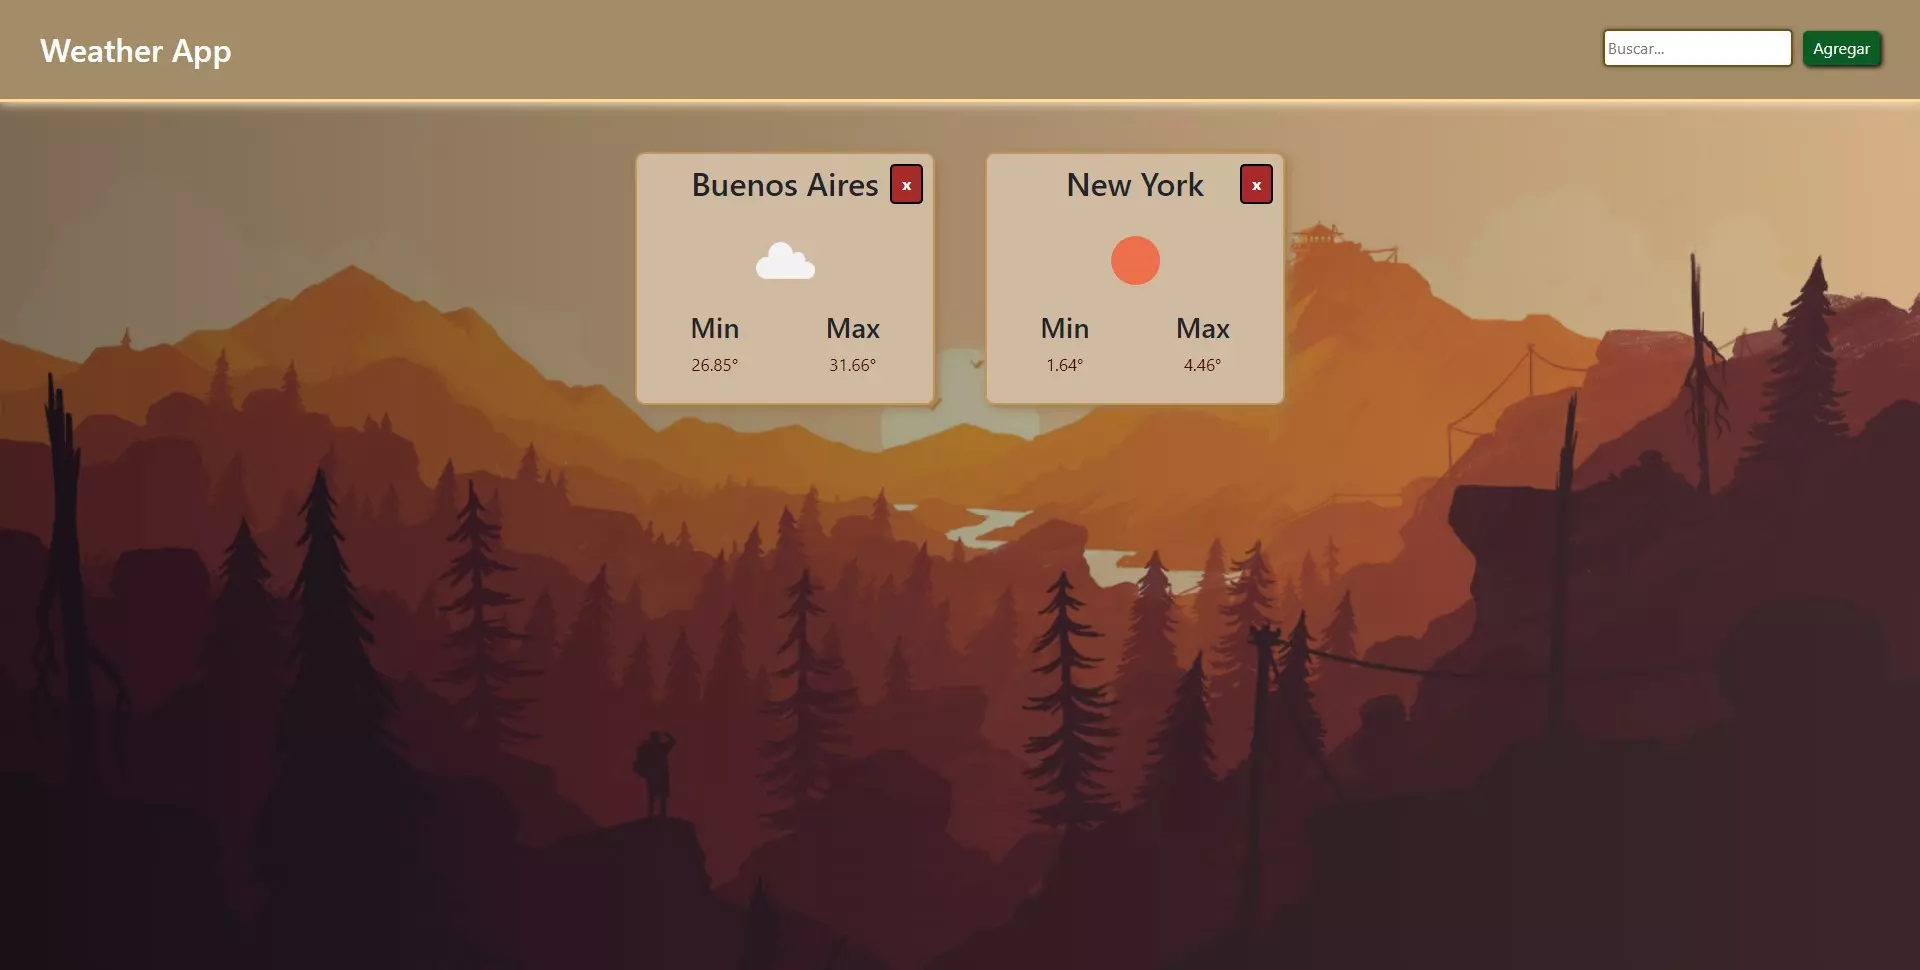 Weather App
Buscar...
Agregar
Buenos Aires x
New York x
Min Max
26.85° 31.66°
Min Max
1.64° 4.46°